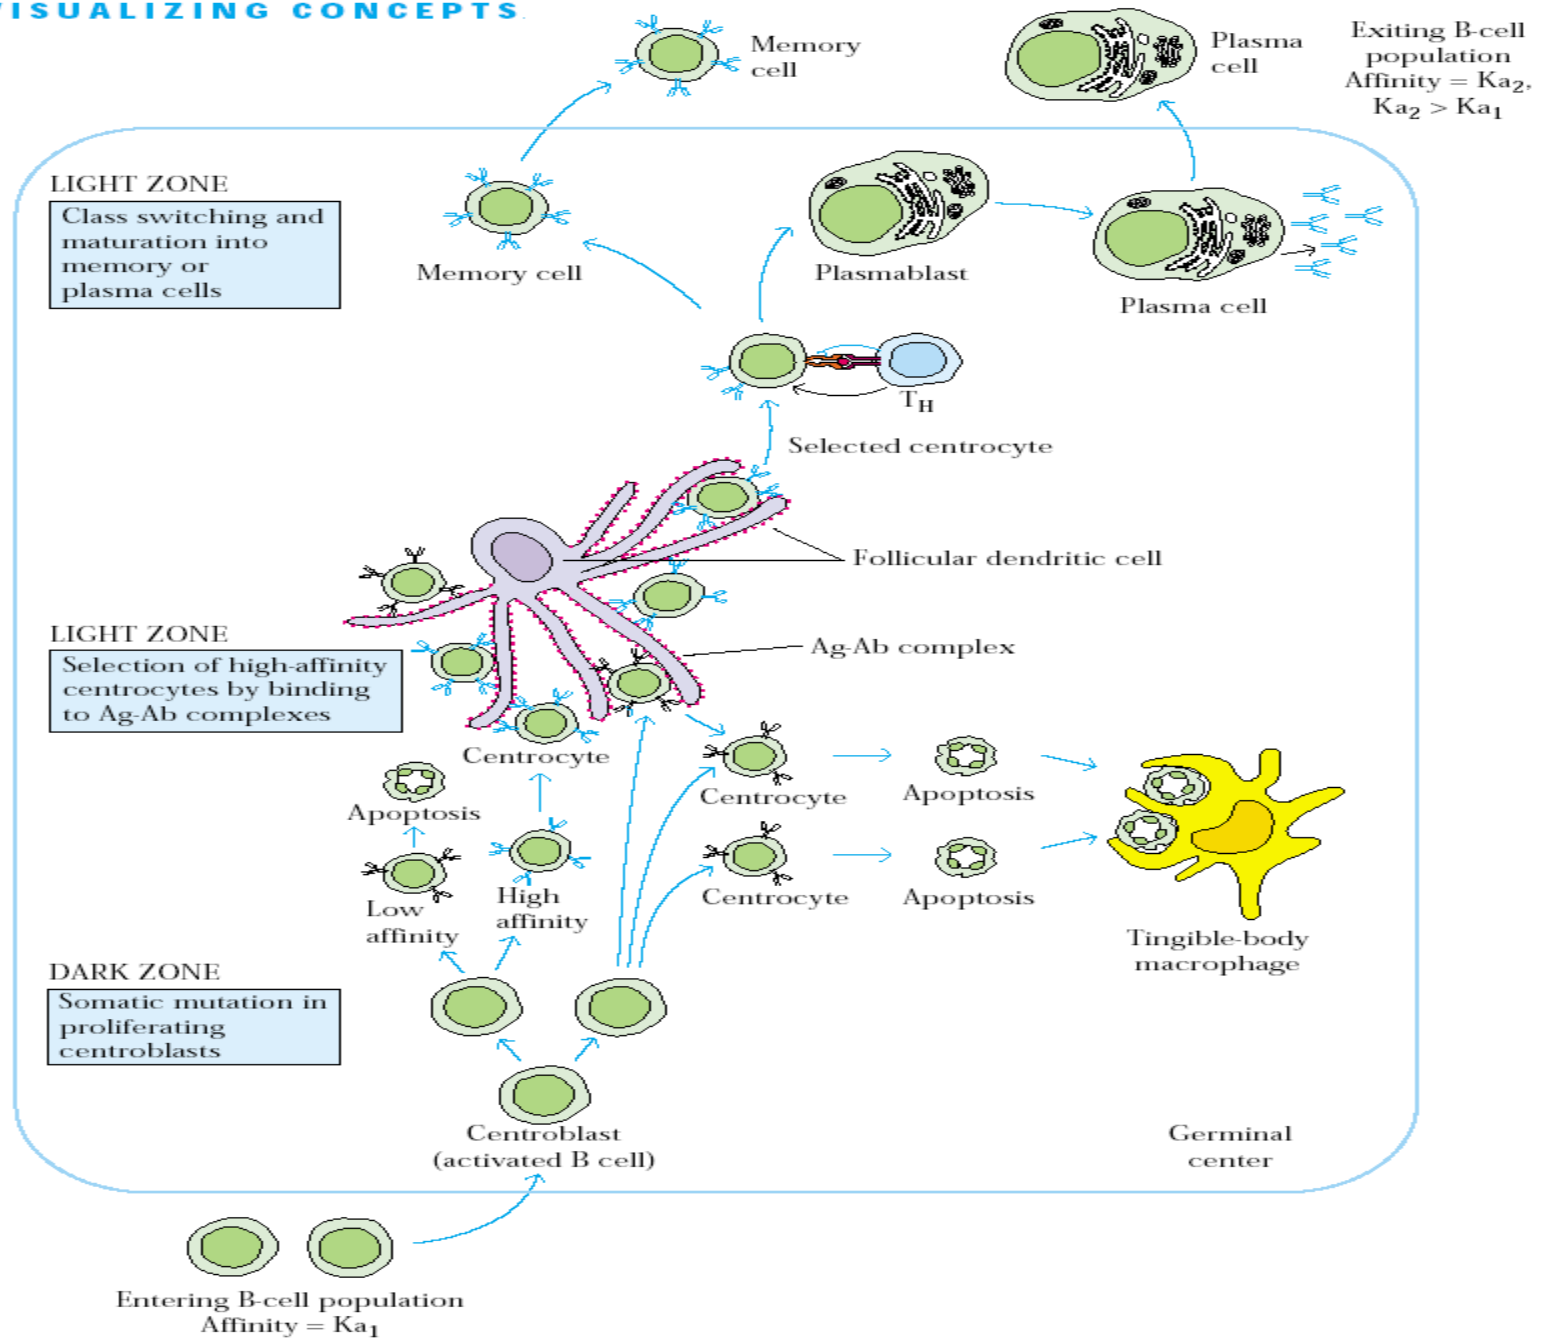 VISUALIZING CONCEPTS
Memory
cell
Plasma
cell
Exiting B-cell
population
Affinity = Ka2,
Ka2 > Ka1
LIGHT ZONE
Class switching and
maturation into
memory or
plasma cells
Memory cell
Plasmablast
Plasma cell
TH
Selected centrocyte
Follicular dendritic cell
LIGHT ZONE
Selection of high-affinity
centrocytes by binding
to Ag-Ab complexes
Ag-Ab complex
Centrocyte
Apoptosis
Centrocyte
Apoptosis
Low
affinity
High
affinity
Centrocyte
Apoptosis
Tingible-body
macrophage
DARK ZONE
Somatic mutation in
proliferating
centroblasts
Centroblast
(activated B cell)
Germinal
center
Entering B-cell population
Affinity = Ka1